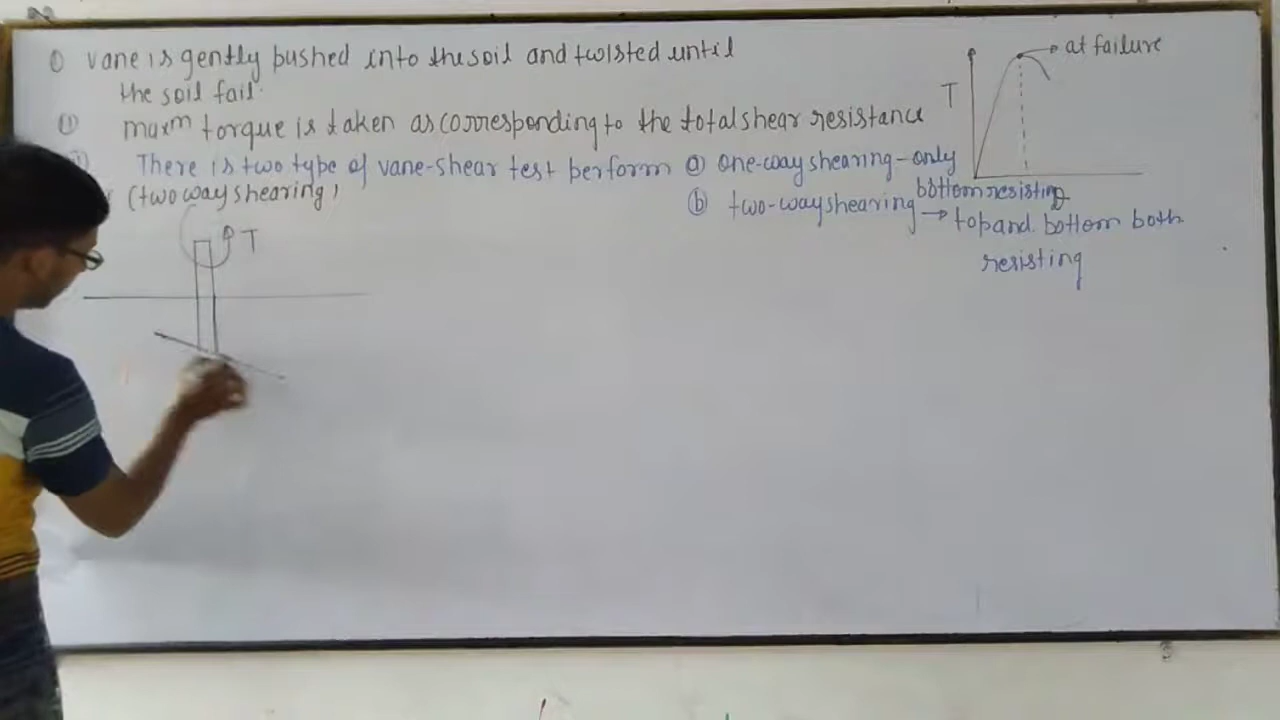 ① vane is gently pushed into the soil and twisted until
the soil fail.
② maxm torque is taken as corresponding to the total shear resistance
There is two type of vane-shear test perform ⓐ one-way shearing - only
bottom resisting
ⓑ two-way shearing → top and bottom both
resisting
(two way shearing)
T
→ at failure
T